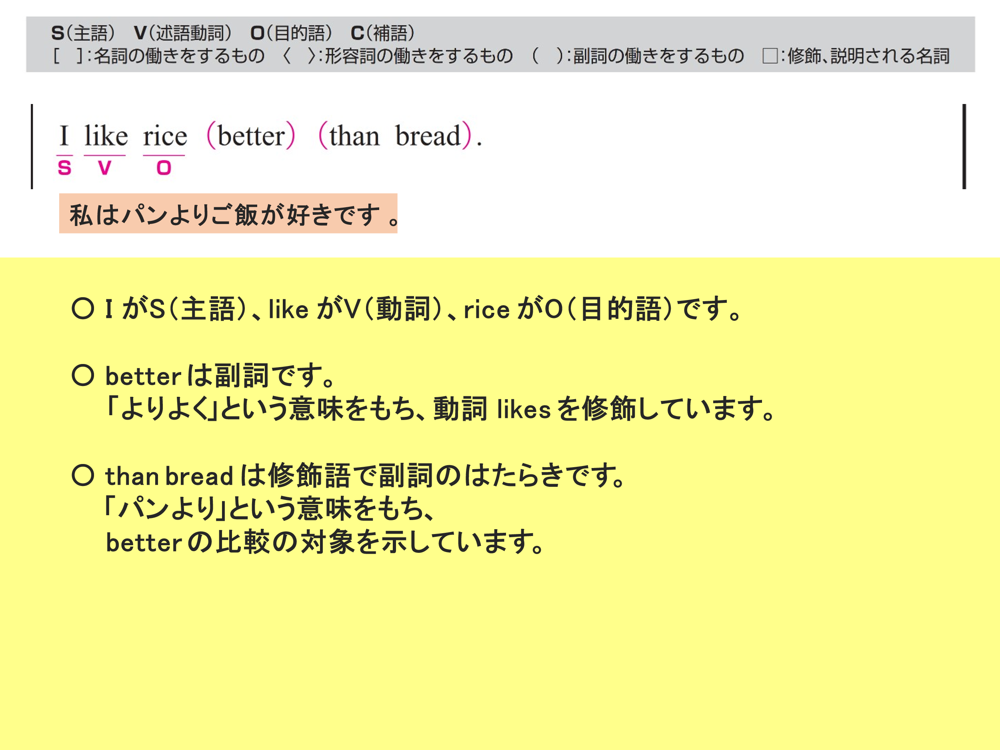 S（主語）　V（述語動詞）　O（目的語）　C（補語）
[　]：名詞の働きをするもの　〈　〉：形容詞の働きをするもの　（　）：副詞の働きをするもの　□：修飾、説明される名詞
I like rice (better) (than bread).
S V O
私はパンよりご飯が好きです 。
〇 I がS（主語）、like がV（動詞）、rice がO（目的語）です。
〇 better は副詞です。
「よりよく」という意味をもち、動詞 likes を修飾しています。
〇 than bread は修飾語で副詞のはたらきです。
「パンより」という意味をもち、
better の比較の対象を示しています。